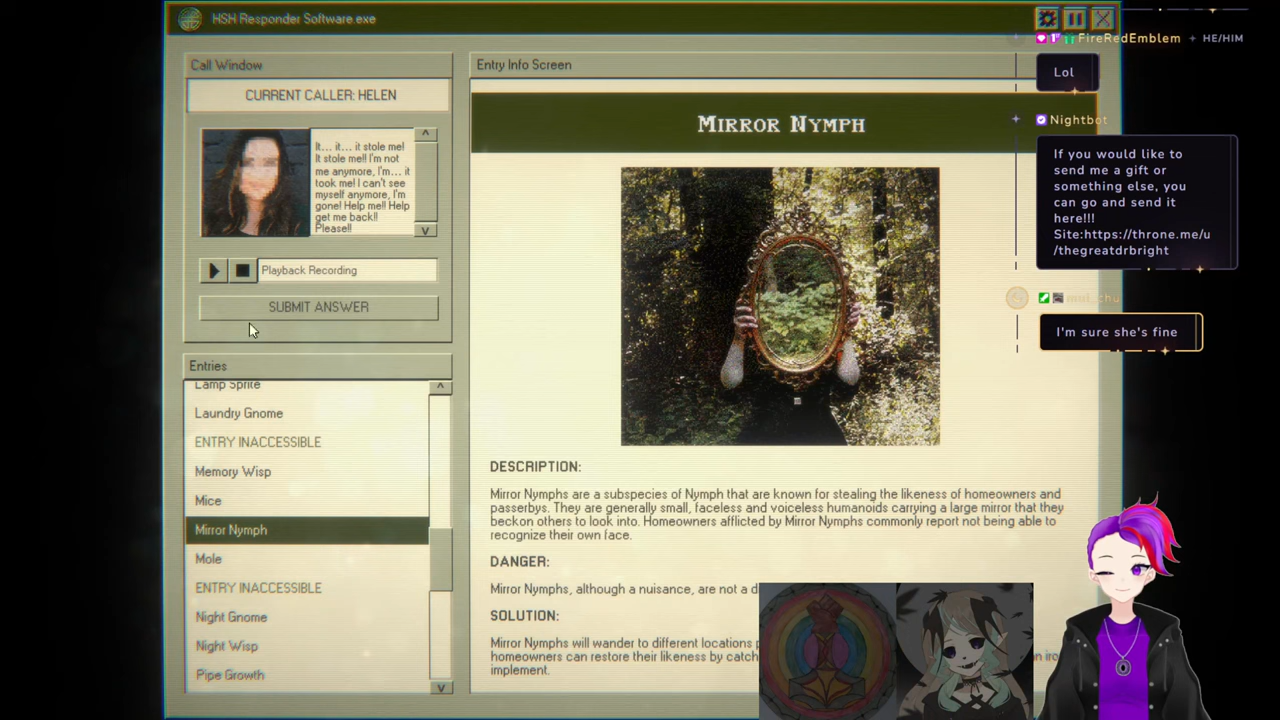 HSH Responder Software.exe
Call Window
CURRENT CALLER: HELEN
It... it... it stole me!
It stole me!! I'm not
me anymore, I'm... it
took me! I can't see
myself anymore, I'm
gone! Help me!! Help
get me back!!
Please!!
Playback Recording
SUBMIT ANSWER
Entries
Lamp Sprite
Laundry Gnome
ENTRY INACCESSIBLE
Memory Wisp
Mice
Mirror Nymph
Mole
ENTRY INACCESSIBLE
Night Gnome
Night Wisp
Pipe Growth
Entry Info Screen
MIRROR NYMPH
DESCRIPTION:
Mirror Nymphs are a subspecies of Nymph that are known for stealing the likeness of homeowners and
passerbys. They are generally small, faceless and voiceless humanoids carrying a large mirror that they
beckon others to look into. Homeowners afflicted by Mirror Nymphs commonly report not being able to
recognize their own face.
DANGER:
Mirror Nymphs, although a nuisance, are not a d
SOLUTION:
Mirror Nymphs will wander to different locations
homeowners can restore their likeness by catch
implement.
FireRedEmblem HE/HIM
Lol
Nightbot
If you would like to
send me a gift or
something else, you
can go and send it
here!!!
Site:https://throne.me/u
/thegreatdrbright
I'm sure she's fine